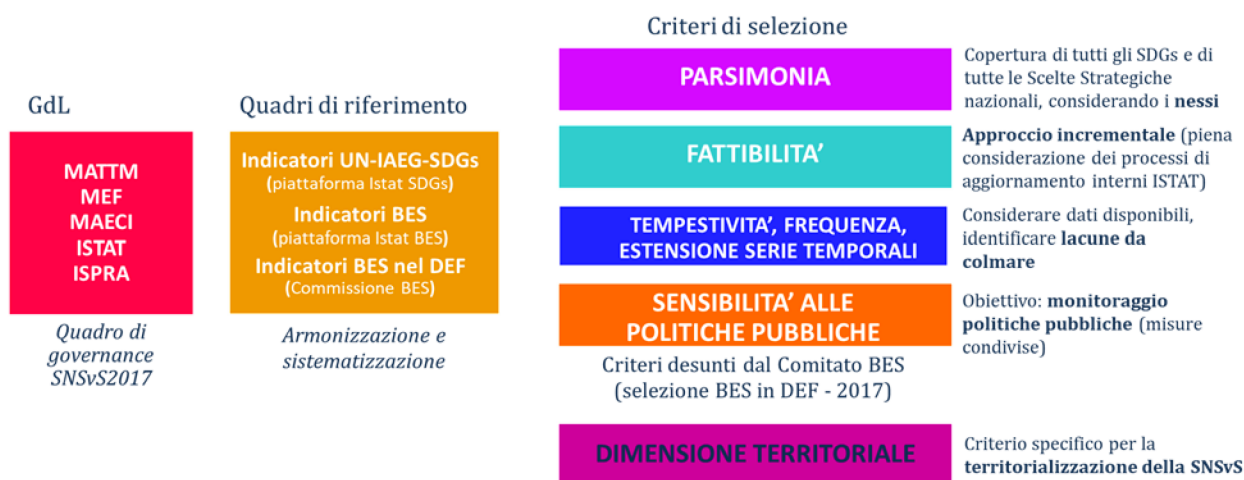 GdL
MATTM
MEF
MAECI
ISTAT
ISPRA
Quadro di
governance
SNSvS2017
Quadri di riferimento
Indicatori UN-IAEG-SDGs
(piattaforma Istat SDGs)
Indicatori BES
(piattaforma Istat BES)
Indicatori BES nel DEF
(Commissione BES)
Armonizzazione e
sistematizzazione
Criteri di selezione
PARSIMONIA
Copertura di tutti gli SDGs e di
tutte le Scelte Strategiche
nazionali, considerando i nessi
FATTIBILITA’
Approccio incrementale (piena
considerazione dei processi di
aggiornamento interni ISTAT)
TEMPESTIVITA’, FREQUENZA,
ESTENSIONE SERIE TEMPORALI
Considerare dati disponibili,
identificare lacune da
colmare
SENSIBILITA’ ALLE
POLITICHE PUBBLICHE
Obiettivo: monitoraggio
politiche pubbliche (misure
condivise)
Criteri desunti dal Comitato BES
(selezione BES in DEF - 2017)
DIMENSIONE TERRITORIALE
Criterio specifico per la
territorializzazione della SNSvS